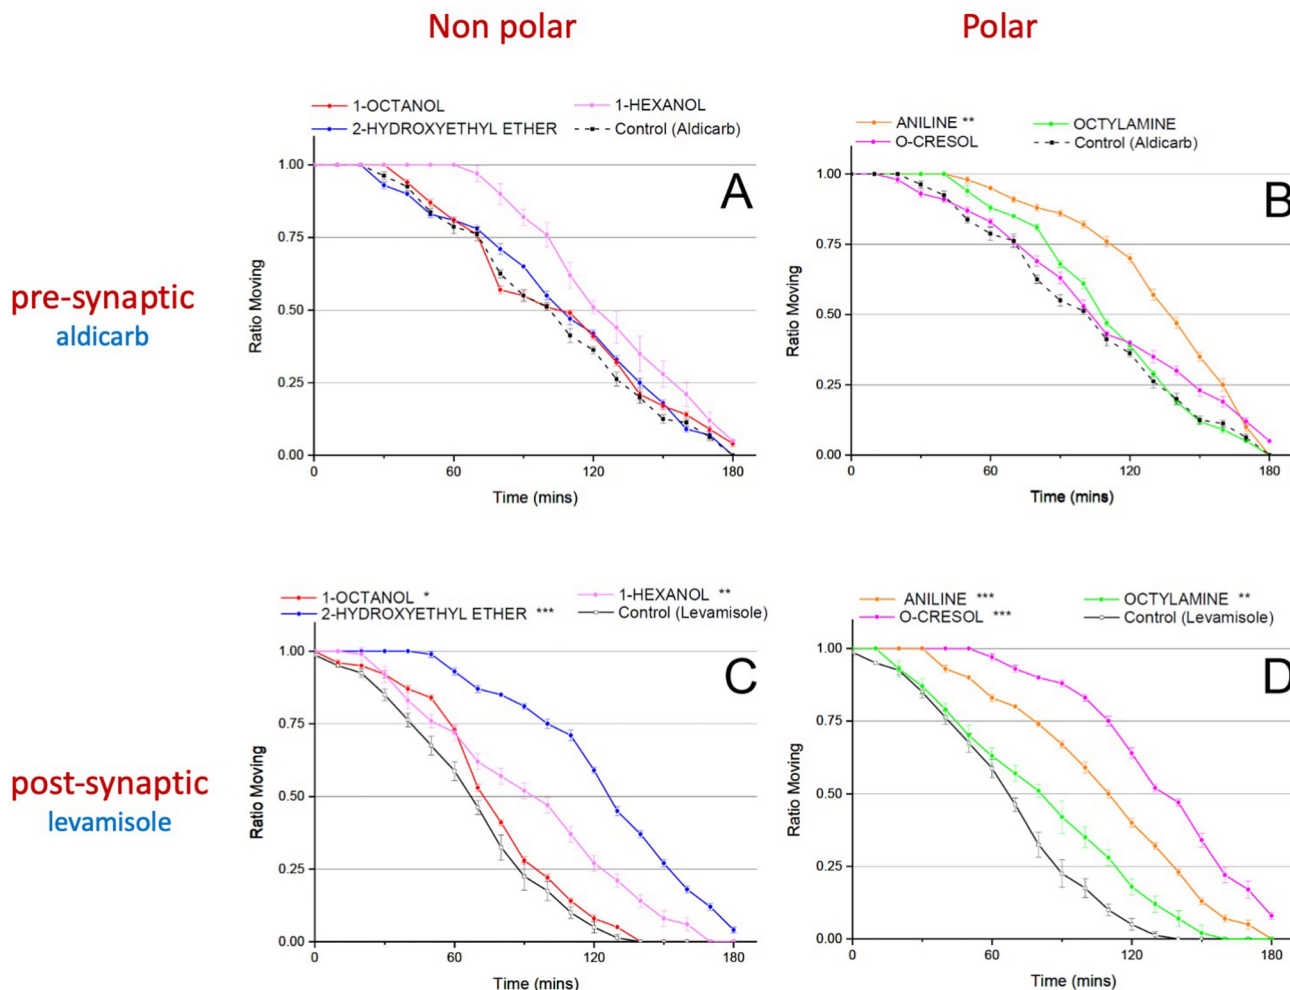 Non polar
Polar
pre-synaptic
aldicarb
1-OCTANOL
1-HEXANOL
2-HYDROXYETHYL ETHER
Control (Aldicarb)
A
Ratio Moving
1.00
0.75
0.50
0.25
0.00
0
60
120
180
Time (mins)
ANILINE **
OCTYLAMINE
O-CRESOL
Control (Aldicarb)
B
Ratio Moving
1.00
0.75
0.50
0.25
0.00
0
60
120
180
Time (mins)
post-synaptic
levamisole
1-OCTANOL *
1-HEXANOL **
2-HYDROXYETHYL ETHER ***
Control (Levamisole)
C
Ratio Moving
1.00
0.75
0.50
0.25
0.00
0
60
120
180
Time (mins)
ANILINE ***
OCTYLAMINE **
O-CRESOL ***
Control (Levamisole)
D
Ratio Moving
1.00
0.75
0.50
0.25
0.00
0
60
120
180
Time (mins)